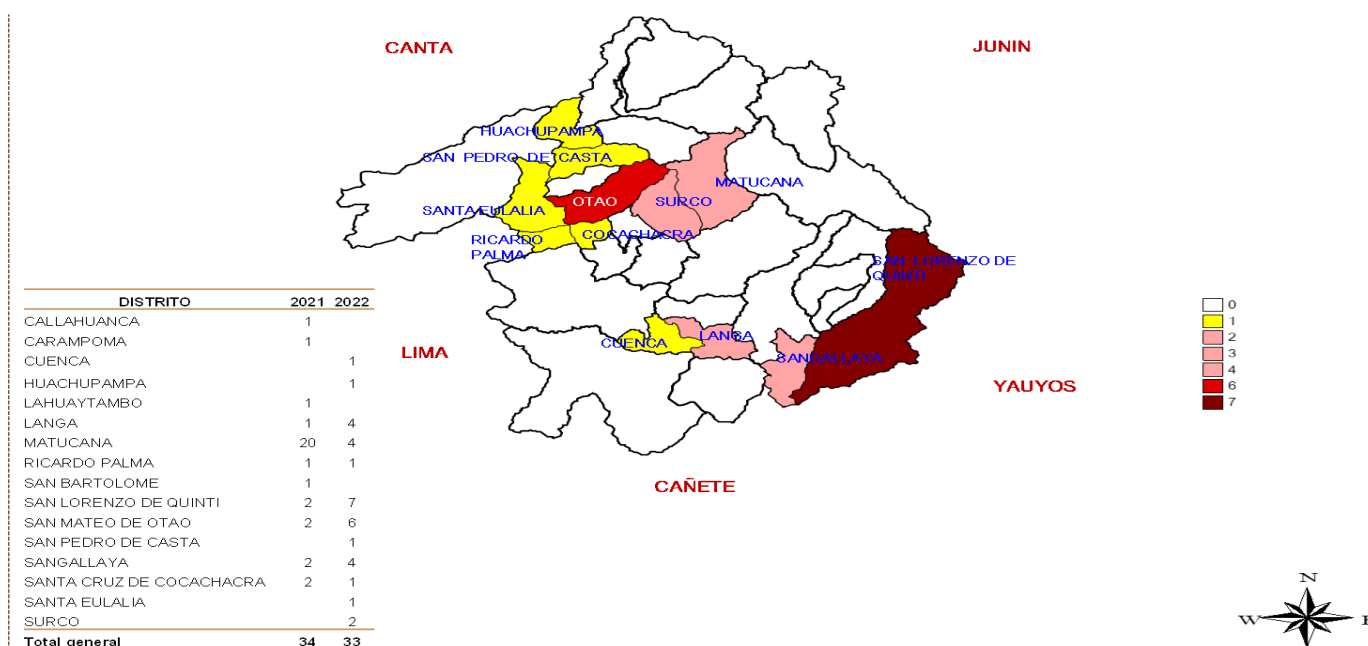 CANTA
JUNIN
HUACHUPAMPA
SAN PEDRO DE CASTA
MATUCANA
OTAO
SURCO
SANTA EULALIA
COCACHACRA
RICARDO
PALMA
SAN LORENZO DE
QUINTI
LIMA
CUENCA
LANGA
SANGALLAYA
YAUYOS
CAÑETE
DISTRITO 2021 2022
CALLAHUANCA 1
CARAMPOMA 1
CUENCA 1
HUACHUPAMPA 1
LAHUAYTAMBO 1
LANGA 1 4
MATUCANA 20 4
RICARDO PALMA 1 1
SAN BARTOLOME 1
SAN LORENZO DE QUINTI 2 7
SAN MATEO DE OTAO 2 6
SAN PEDRO DE CASTA 1
SANGALLAYA 2 4
SANTA CRUZ DE COCACHACRA 2 1
SANTA EULALIA 1
SURCO 2
Total general 34 33
0
1
2
3
4
6
7
N
W E